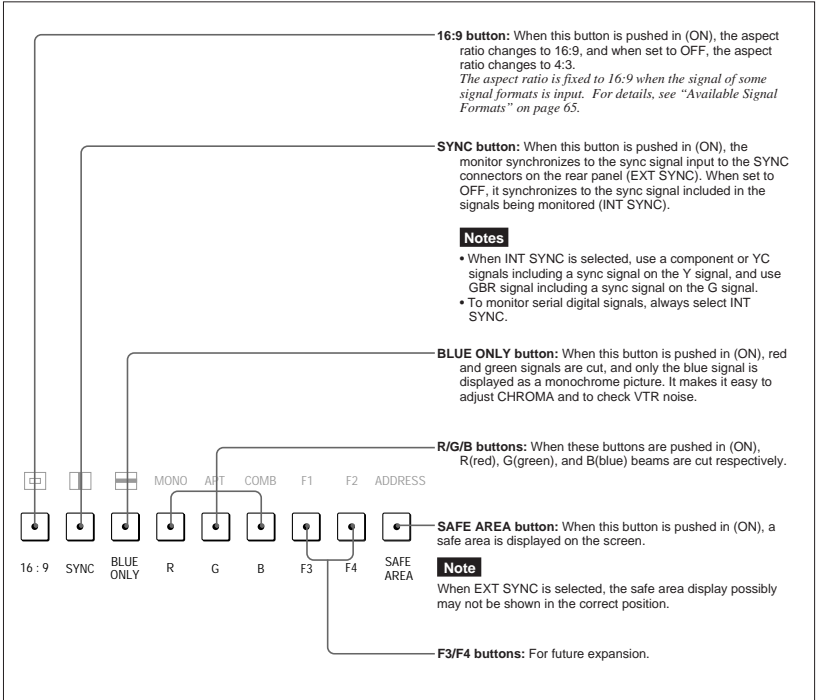 16:9 button: When this button is pushed in (ON), the aspect
ratio changes to 16:9, and when set to OFF, the aspect
ratio changes to 4:3.
The aspect ratio is fixed to 16:9 when the signal of some
signal formats is input. For details, see “Available Signal
Formats” on page 65.
SYNC button: When this button is pushed in (ON), the
monitor synchronizes to the sync signal input to the SYNC
connectors on the rear panel (EXT SYNC). When set to
OFF, it synchronizes to the sync signal included in the
signals being monitored (INT SYNC).
Notes
• When INT SYNC is selected, use a component or YC
signals including a sync signal on the Y signal, and use
GBR signal including a sync signal on the G signal.
• To monitor serial digital signals, always select INT
SYNC.
BLUE ONLY button: When this button is pushed in (ON), red
and green signals are cut, and only the blue signal is
displayed as a monochrome picture. It makes it easy to
adjust CHROMA and to check VTR noise.
R/G/B buttons: When these buttons are pushed in (ON),
R(red), G(green), and B(blue) beams are cut respectively.
MONO APT COMB F1 F2 ADDRESS
SAFE AREA button: When this button is pushed in (ON), a
safe area is displayed on the screen.
16 : 9 SYNC BLUE ONLY R G B F3 F4 SAFE AREA
Note
When EXT SYNC is selected, the safe area display possibly
may not be shown in the correct position.
F3/F4 buttons: For future expansion.